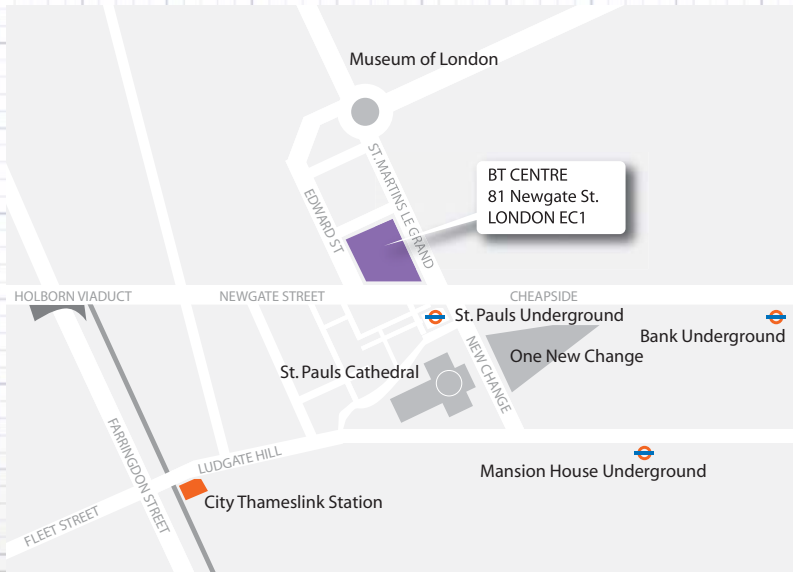 Museum of London
ST. MARTINS LE GRAND
BT CENTRE
81 Newgate St.
LONDON EC1
EDWARD ST
HOLBORN VIADUCT
NEWGATE STREET
CHEAPSIDE
St. Pauls Underground
Bank Underground
NEW CHANGE
One New Change
St. Pauls Cathedral
FARRINGDON STREET
LUDGATE HILL
Mansion House Underground
City Thameslink Station
FLEET STREET